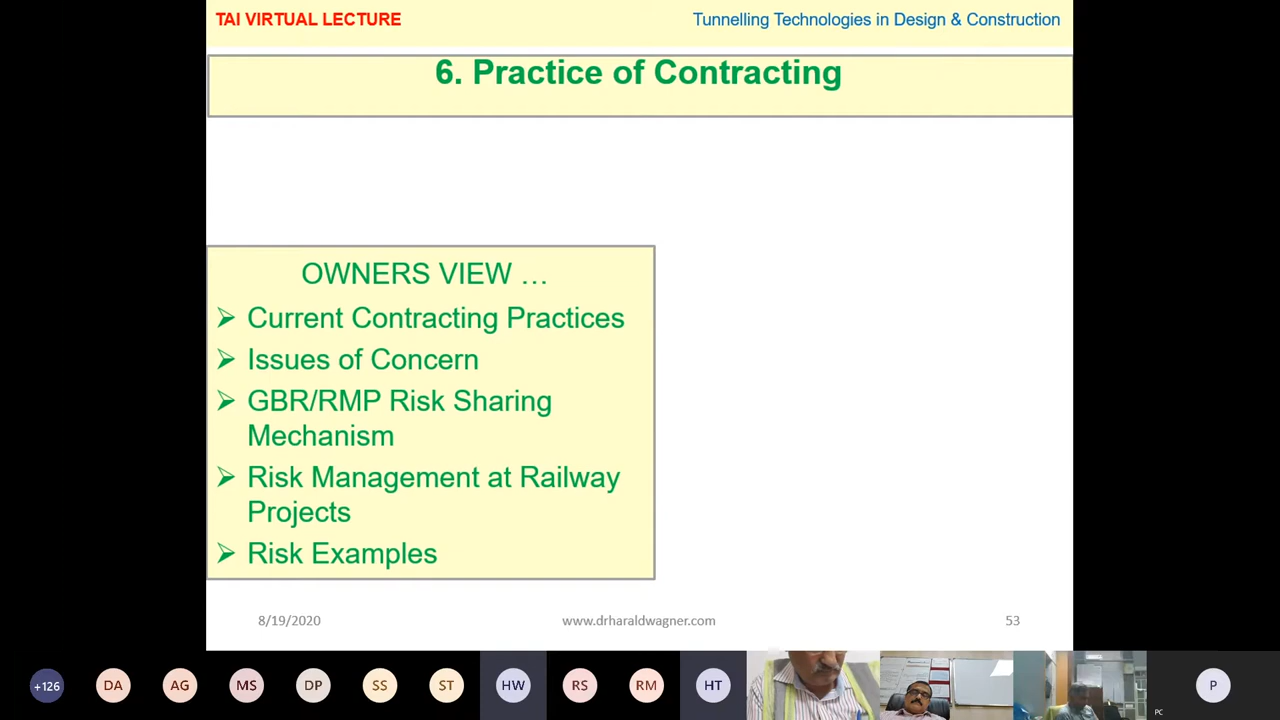 TAI VIRTUAL LECTURE
Tunnelling Technologies in Design & Construction
6. Practice of Contracting
OWNERS VIEW …
➢ Current Contracting Practices
➢ Issues of Concern
➢ GBR/RMP Risk Sharing
Mechanism
➢ Risk Management at Railway
Projects
➢ Risk Examples
8/19/2020
www.drharaldwagner.com
53
+126
DA
AG
MS
DP
SS
ST
HW
RS
RM
HT
P
PC